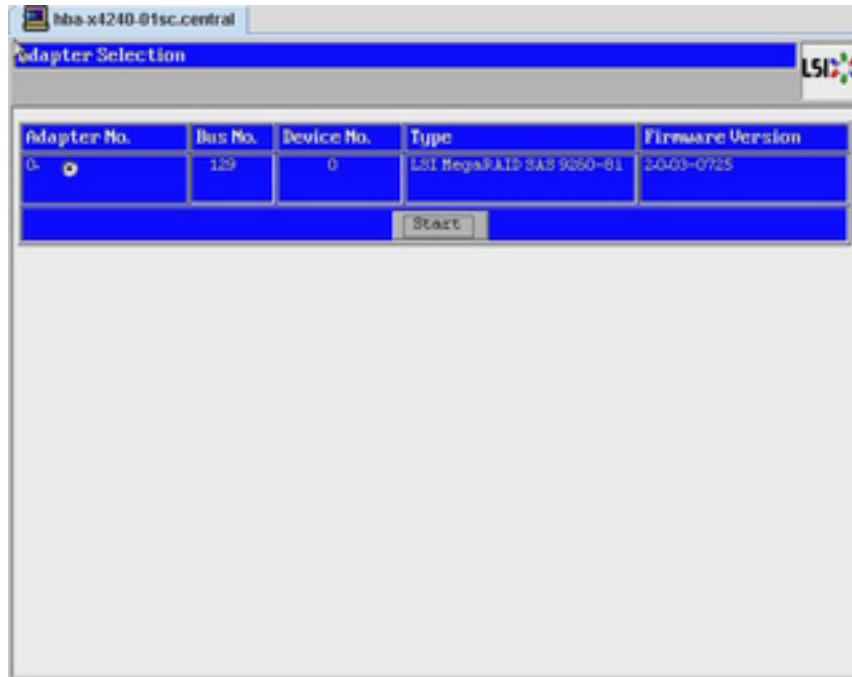 hba-x4240-01sc.central
Adapter Selection
LSI
Adapter No. Bus No. Device No. Type Firmware Version
0. 129 0 LSI MegaRAID SAS 9260-8i 2.0.03-0725
Start